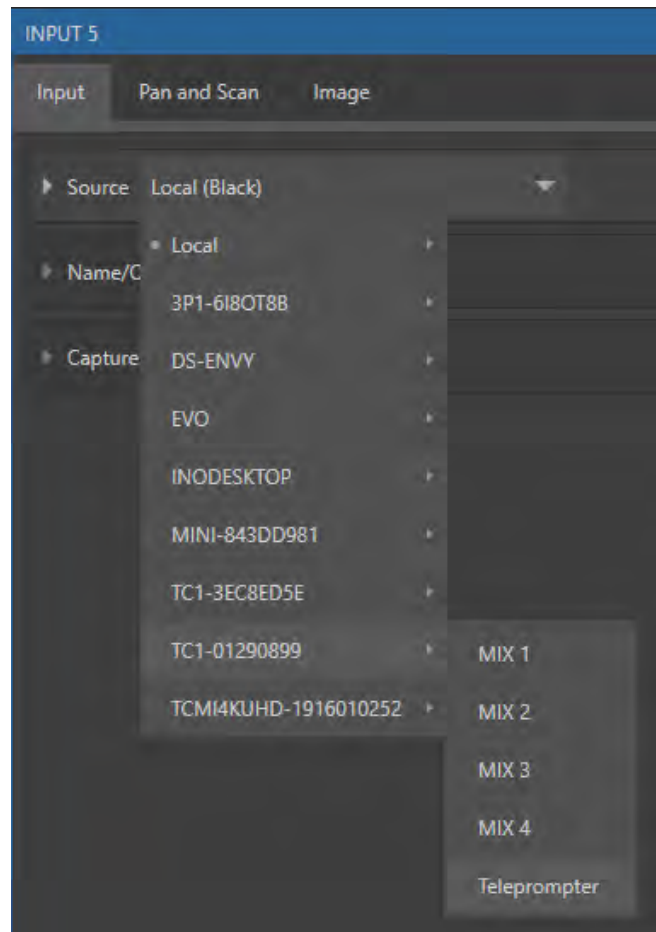 INPUT 5
Input Pan and Scan Image
Source Local (Black)
Local
Name/C
3P1-6I8OT8B
Capture
DS-ENVY
EVO
INODESKTOP
MINI-843DD981
TC1-3EC8ED5E
TC1-01290899
TCMI4KUHD-1916010252
MIX 1
MIX 2
MIX 3
MIX 4
Teleprompter